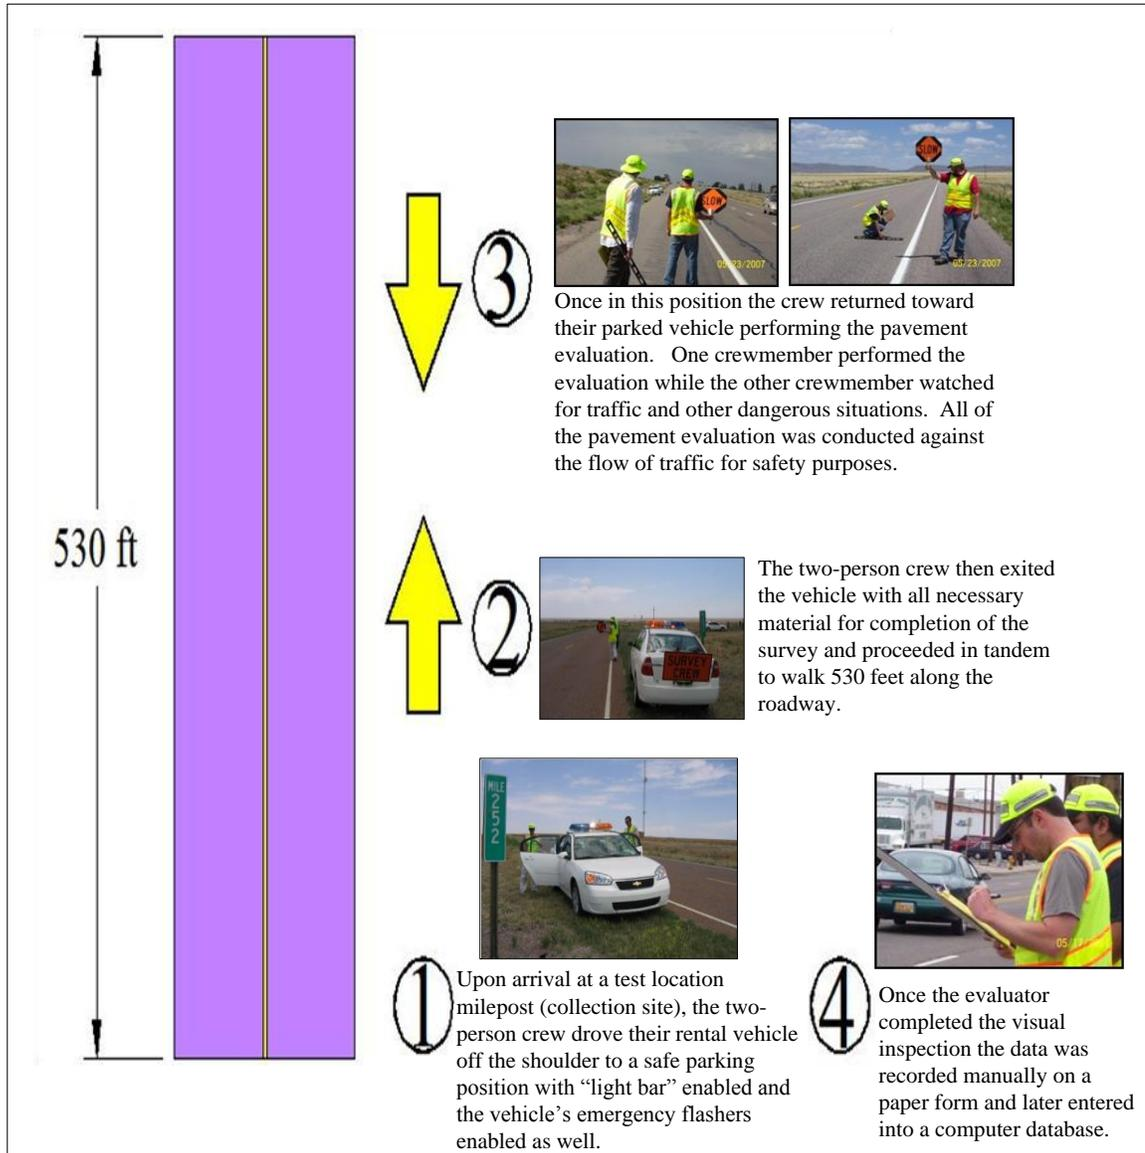 530 ft
3
SLOW
05/23/2007
SLOW
05/23/2007
Once in this position the crew returned toward
their parked vehicle performing the pavement
evaluation. One crewmember performed the
evaluation while the other crewmember watched
for traffic and other dangerous situations. All of
the pavement evaluation was conducted against
the flow of traffic for safety purposes.
2
SURVEY
CREW
The two-person crew then exited
the vehicle with all necessary
material for completion of the
survey and proceeded in tandem
to walk 530 feet along the
roadway.
MILE
2
5
2
1
Upon arrival at a test location
milepost (collection site), the two-
person crew drove their rental vehicle
off the shoulder to a safe parking
position with “light bar” enabled and
the vehicle’s emergency flashers
enabled as well.
4
Once the evaluator
completed the visual
inspection the data was
recorded manually on a
paper form and later entered
into a computer database.